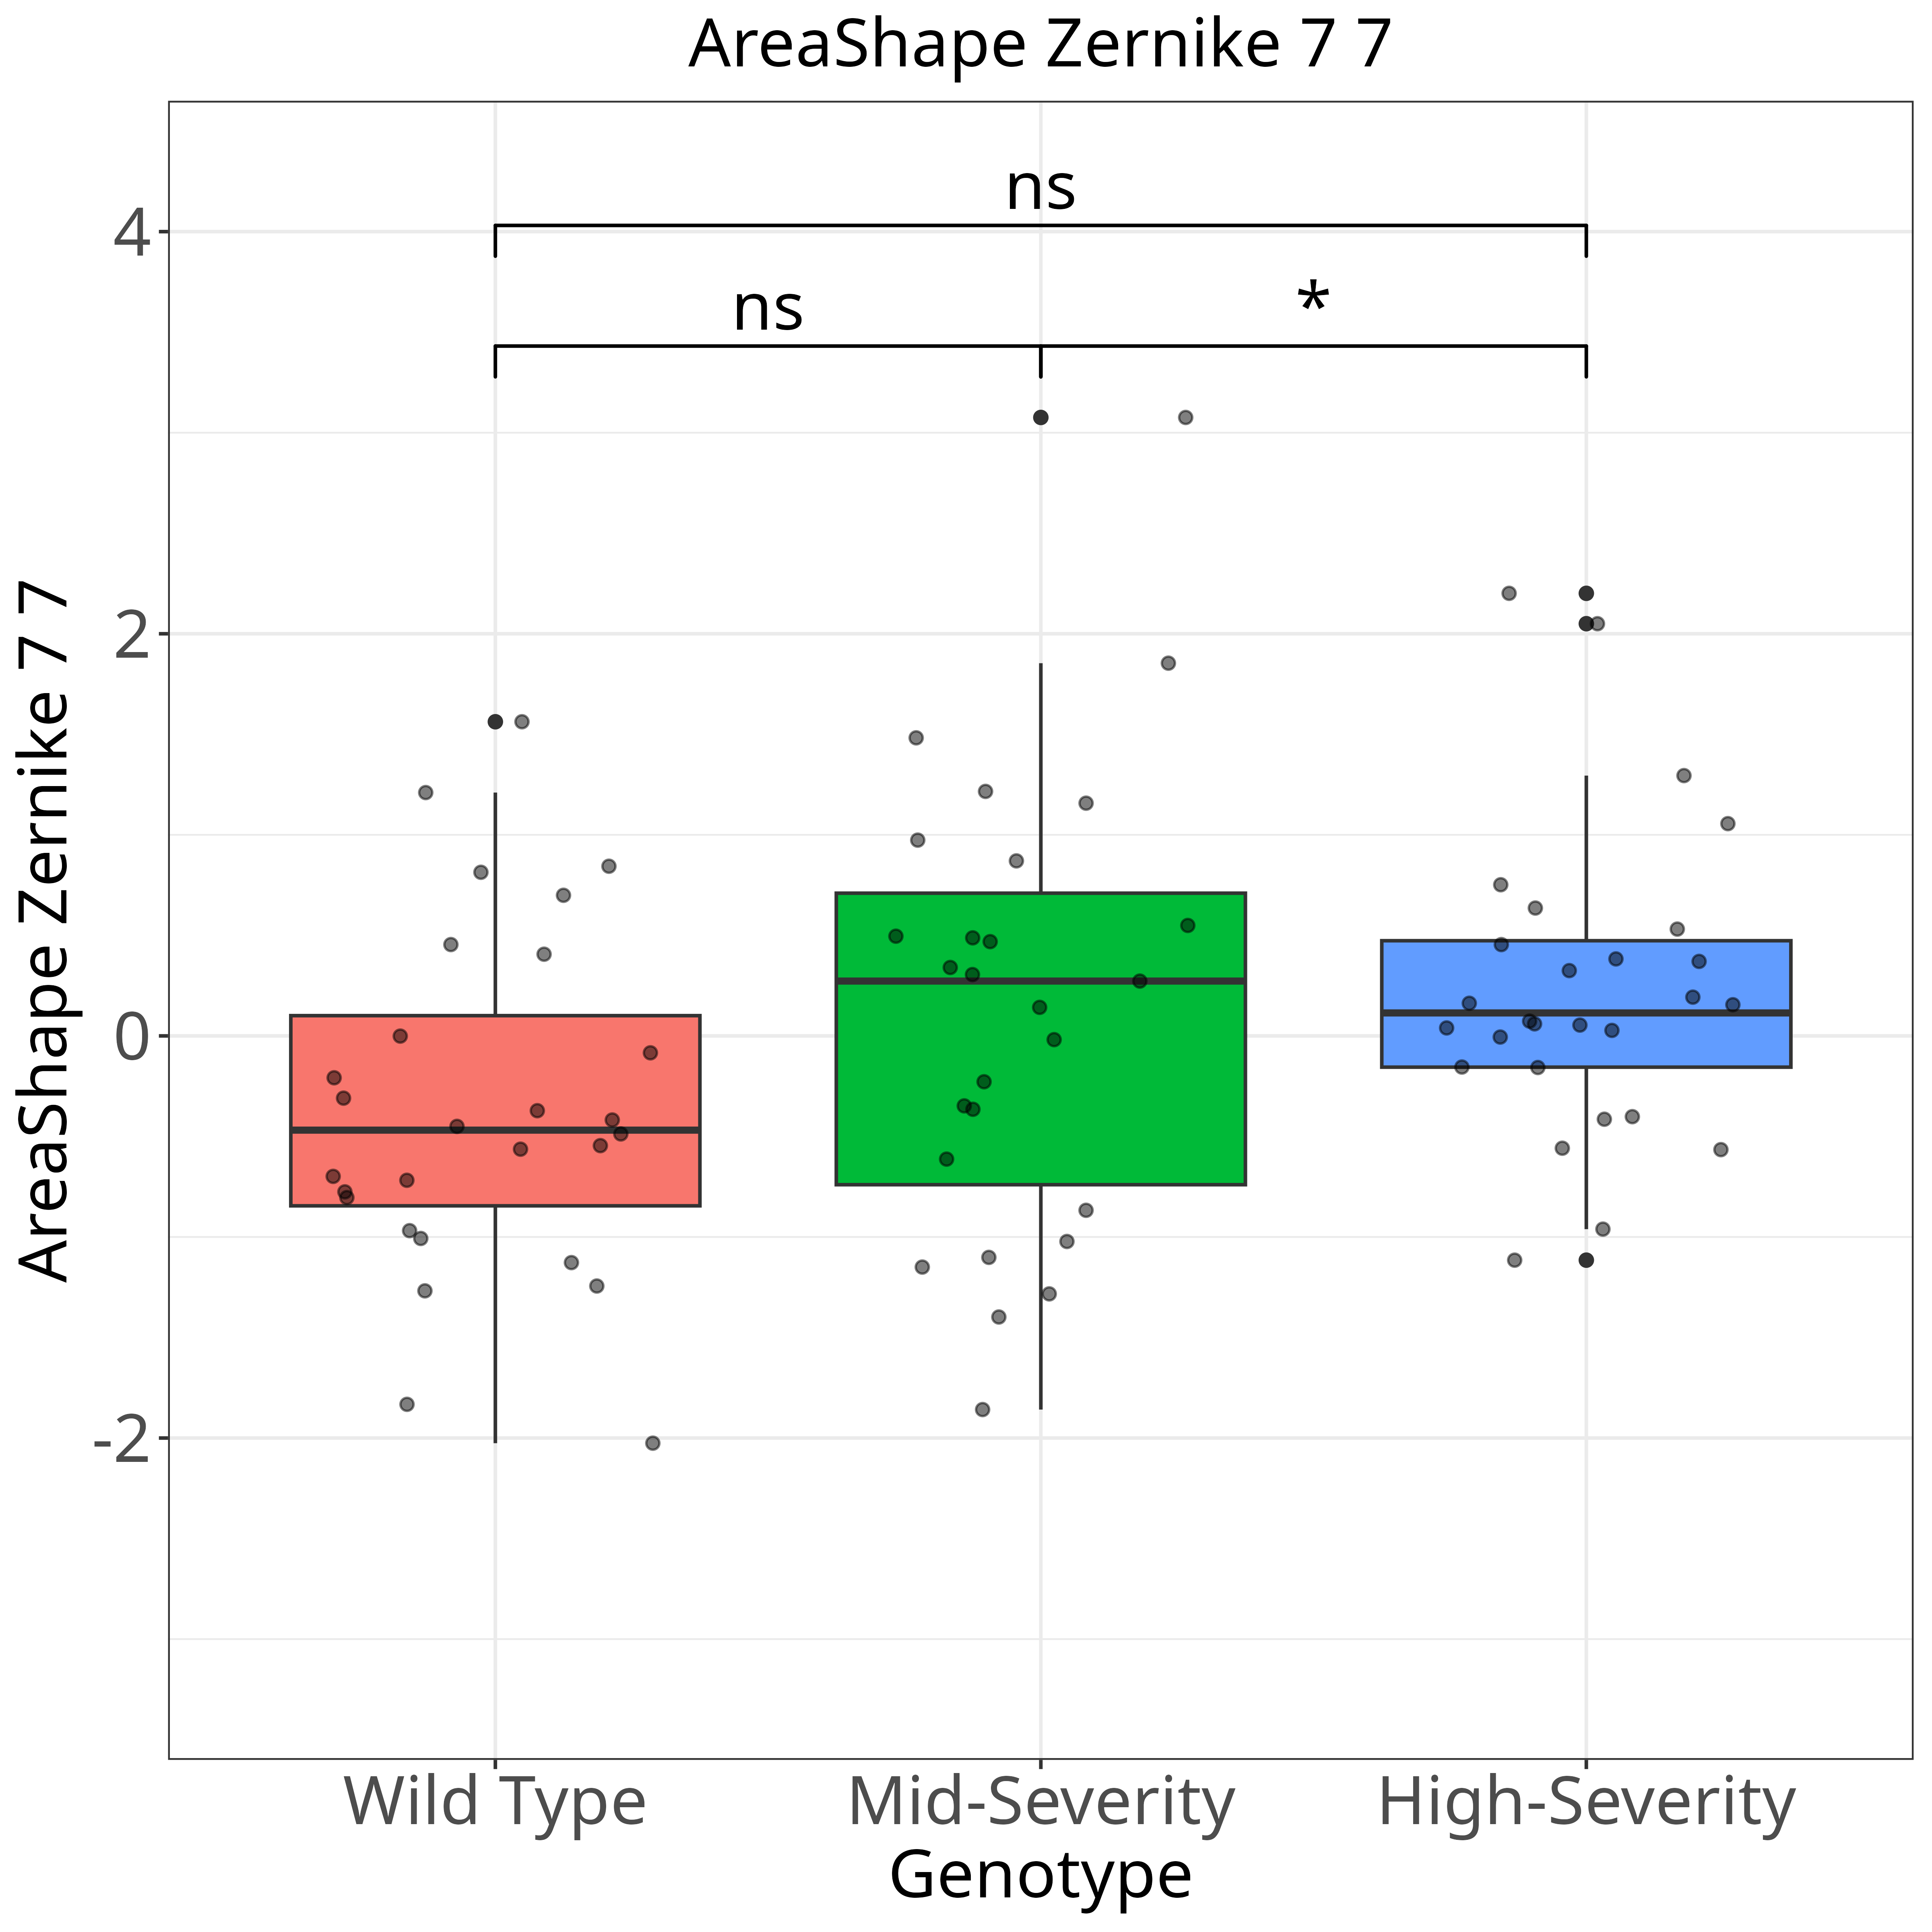 AreaShape Zernike 7 7
AreaShape Zernike 7 7
4
2
0
-2
ns
ns *
Wild Type Mid-Severity High-Severity
Genotype